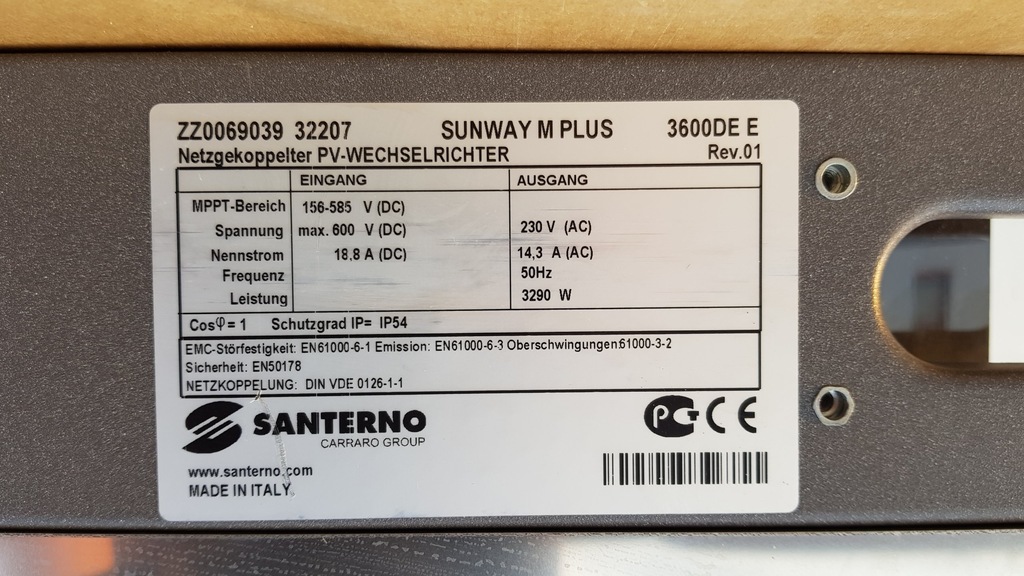 ZZ0069039 32207 SUNWAY M PLUS 3600DE E
Netzgekoppelter PV-WECHSELRICHTER Rev.01
EINGANG AUSGANG
MPPT-Bereich 156-585 V (DC)
Spannung max. 600 V (DC) 230 V (AC)
Nennstrom 18,8 A (DC) 14,3 A (AC)
Frequenz 50Hz
Leistung 3290 W
Cosφ= 1 Schutzgrad IP= IP54
EMC-Störfestigkeit: EN61000-6-1 Emission: EN61000-6-3 Oberschwingungen:61000-3-2
Sicherheit: EN50178
NETZKOPPELUNG: DIN VDE 0126-1-1
SANTERNO
CARRARO GROUP
PCT CE
www.santerno.com
MADE IN ITALY